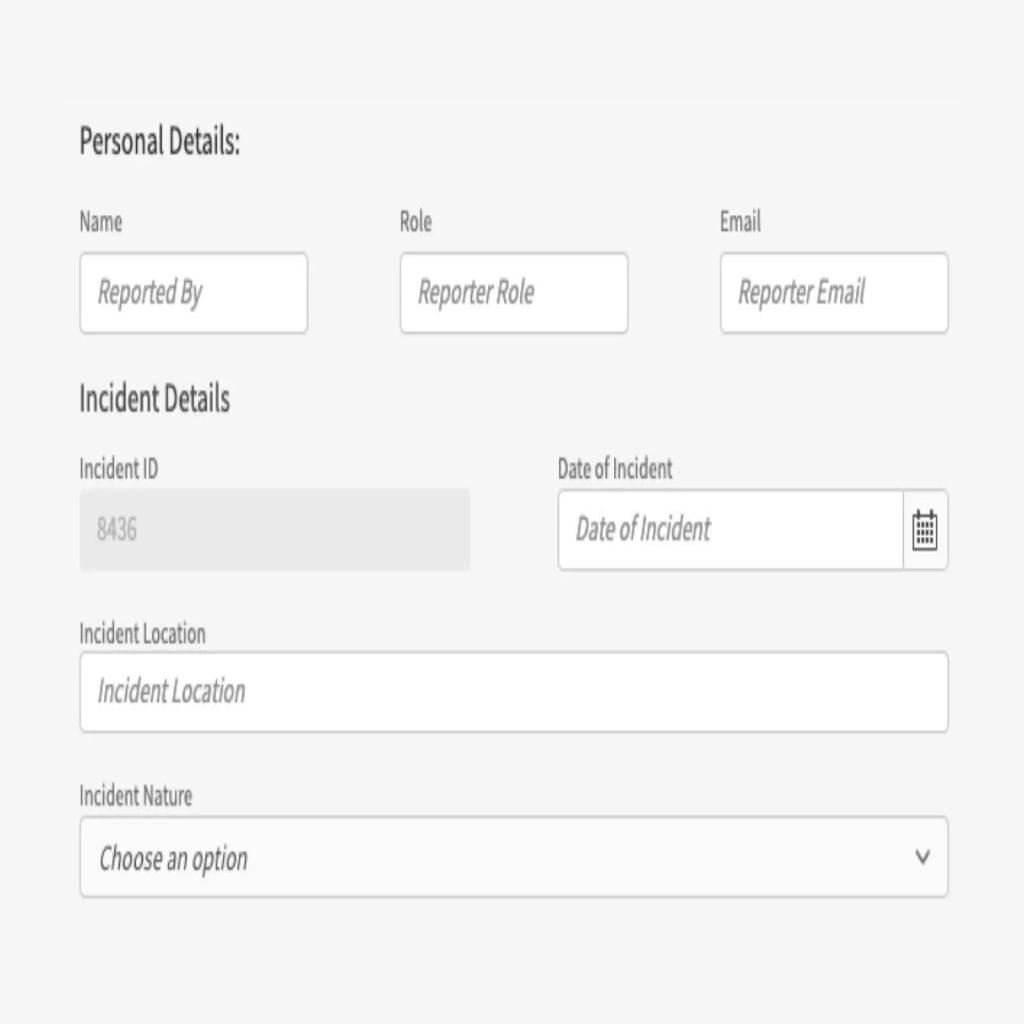 Personal Details:
Name Role Email
Reported By Reporter Role Reporter Email
Incident Details
Incident ID Date of Incident
8436 Date of Incident
Incident Location
Incident Location
Incident Nature
Choose an option